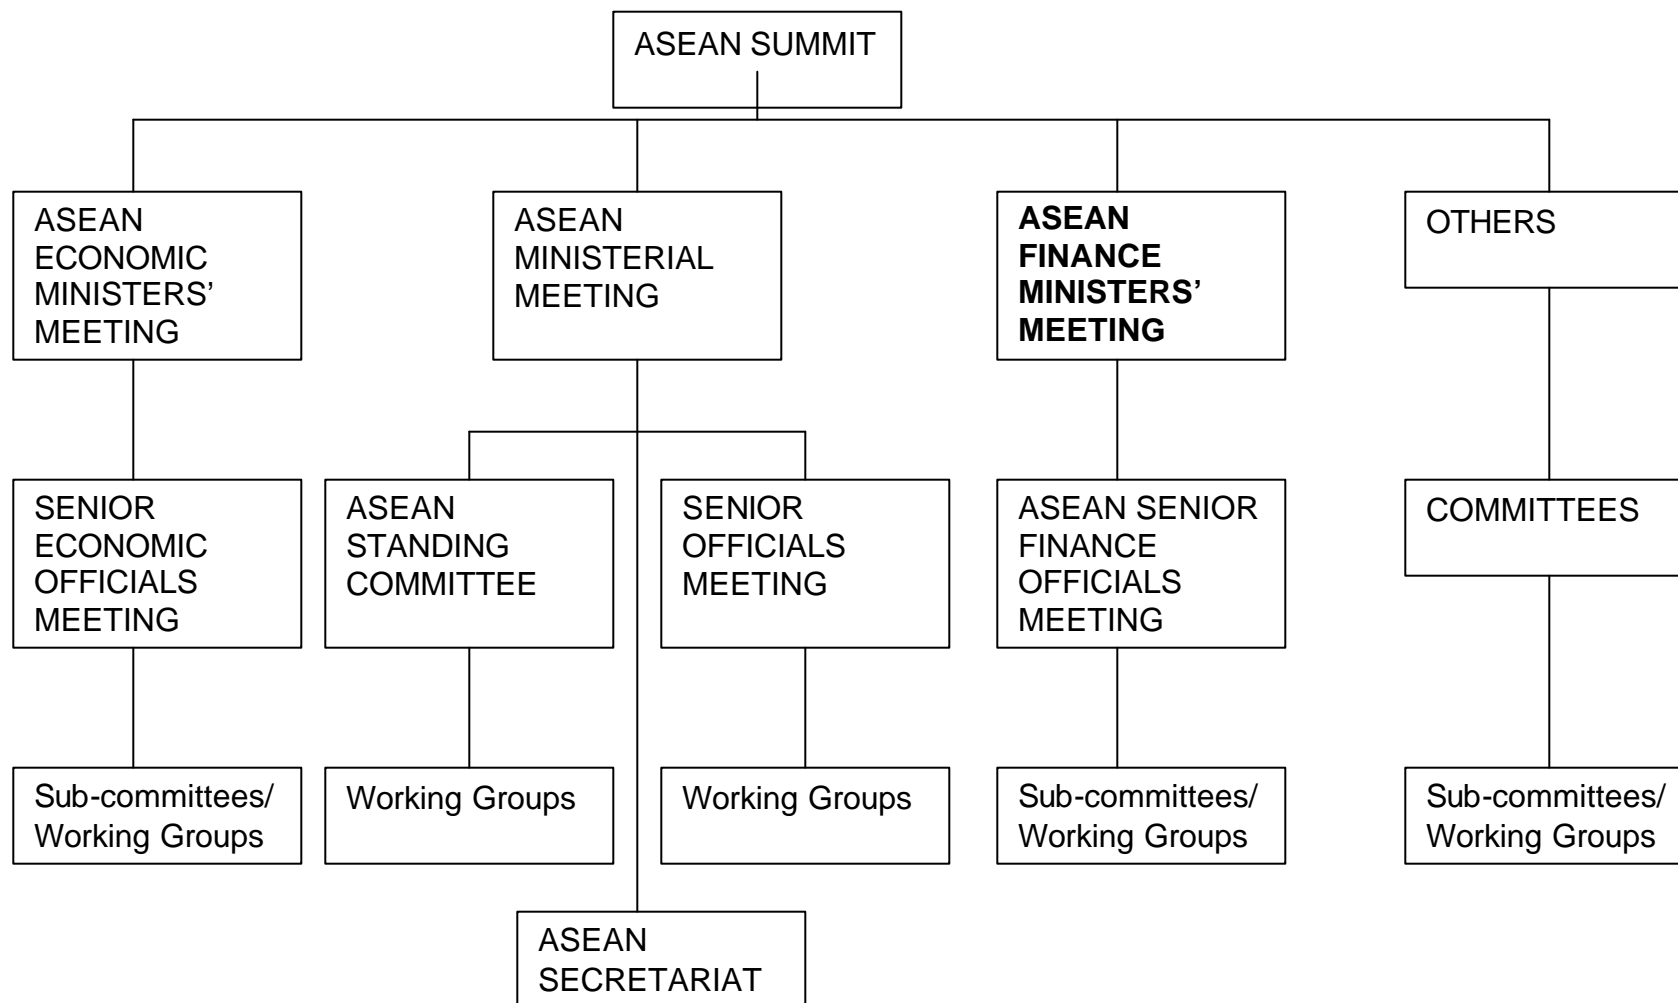 ASEAN SUMMIT
ASEAN
ECONOMIC
MINISTERS’
MEETING
ASEAN
MINISTERIAL
MEETING
ASEAN
FINANCE
MINISTERS’
MEETING
OTHERS
SENIOR
ECONOMIC
OFFICIALS
MEETING
ASEAN
STANDING
COMMITTEE
SENIOR
OFFICIALS
MEETING
ASEAN SENIOR
FINANCE
OFFICIALS
MEETING
COMMITTEES
Sub-committees/
Working Groups
Working Groups
Working Groups
Sub-committees/
Working Groups
Sub-committees/
Working Groups
ASEAN
SECRETARIAT